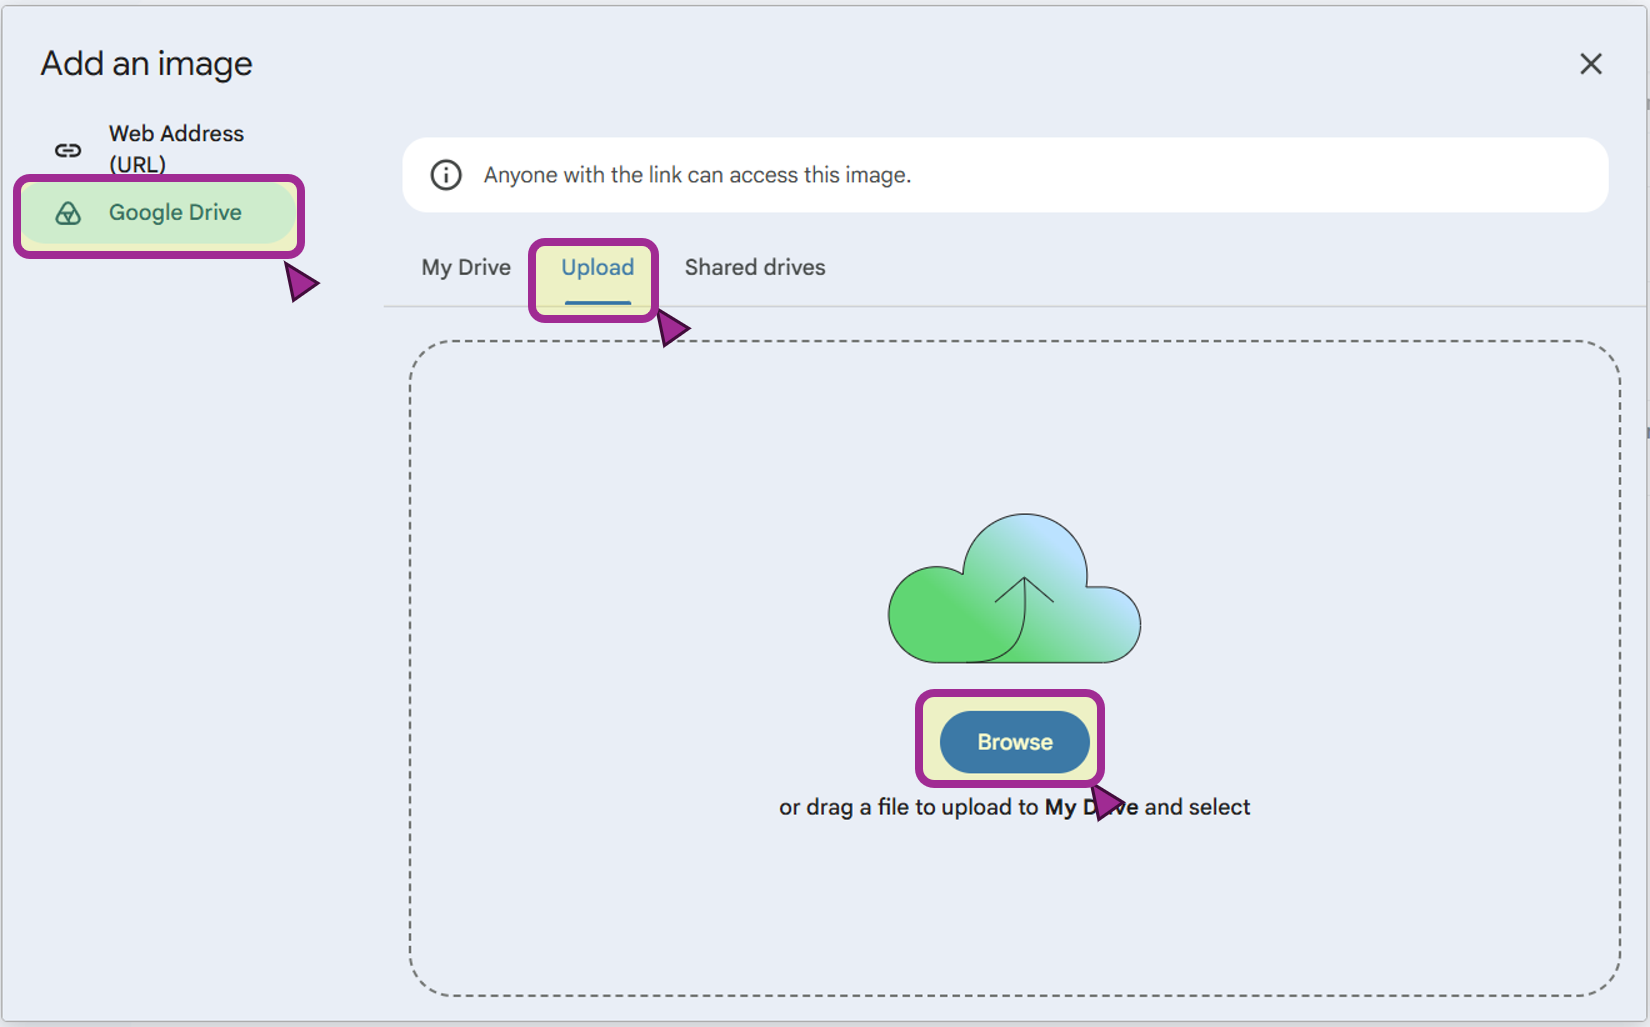 Add an image
Web Address
(URL)
Google Drive
Anyone with the link can access this image.
My Drive
Upload
Shared drives
Browse
or drag a file to upload to My Drive and select